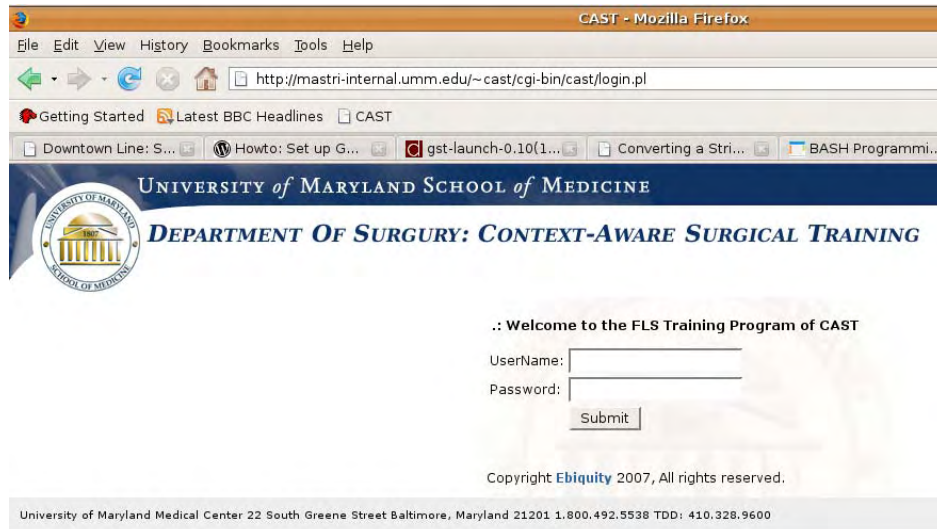 CAST - Mozilla Firefox
File Edit View History Bookmarks Tools Help
http://mastri-internal.umm.edu/~cast/cgi-bin/cast/login.pl
Getting Started Latest BBC Headlines CAST
Downtown Line: S... Howto: Set up G... gst-launch-0.10(1... Converting a Stri... BASH Programmi...
UNIVERSITY of MARYLAND SCHOOL of MEDICINE
UNIVERSITY OF MARYLAND
1807
SCHOOL OF MEDICINE
DEPARTMENT OF SURGURY: CONTEXT-AWARE SURGICAL TRAINING
.: Welcome to the FLS Training Program of CAST
UserName:
Password:
Submit
Copyright Ebiquity 2007, All rights reserved.
University of Maryland Medical Center 22 South Greene Street Baltimore, Maryland 21201 1.800.492.5538 TDD: 410.328.9600